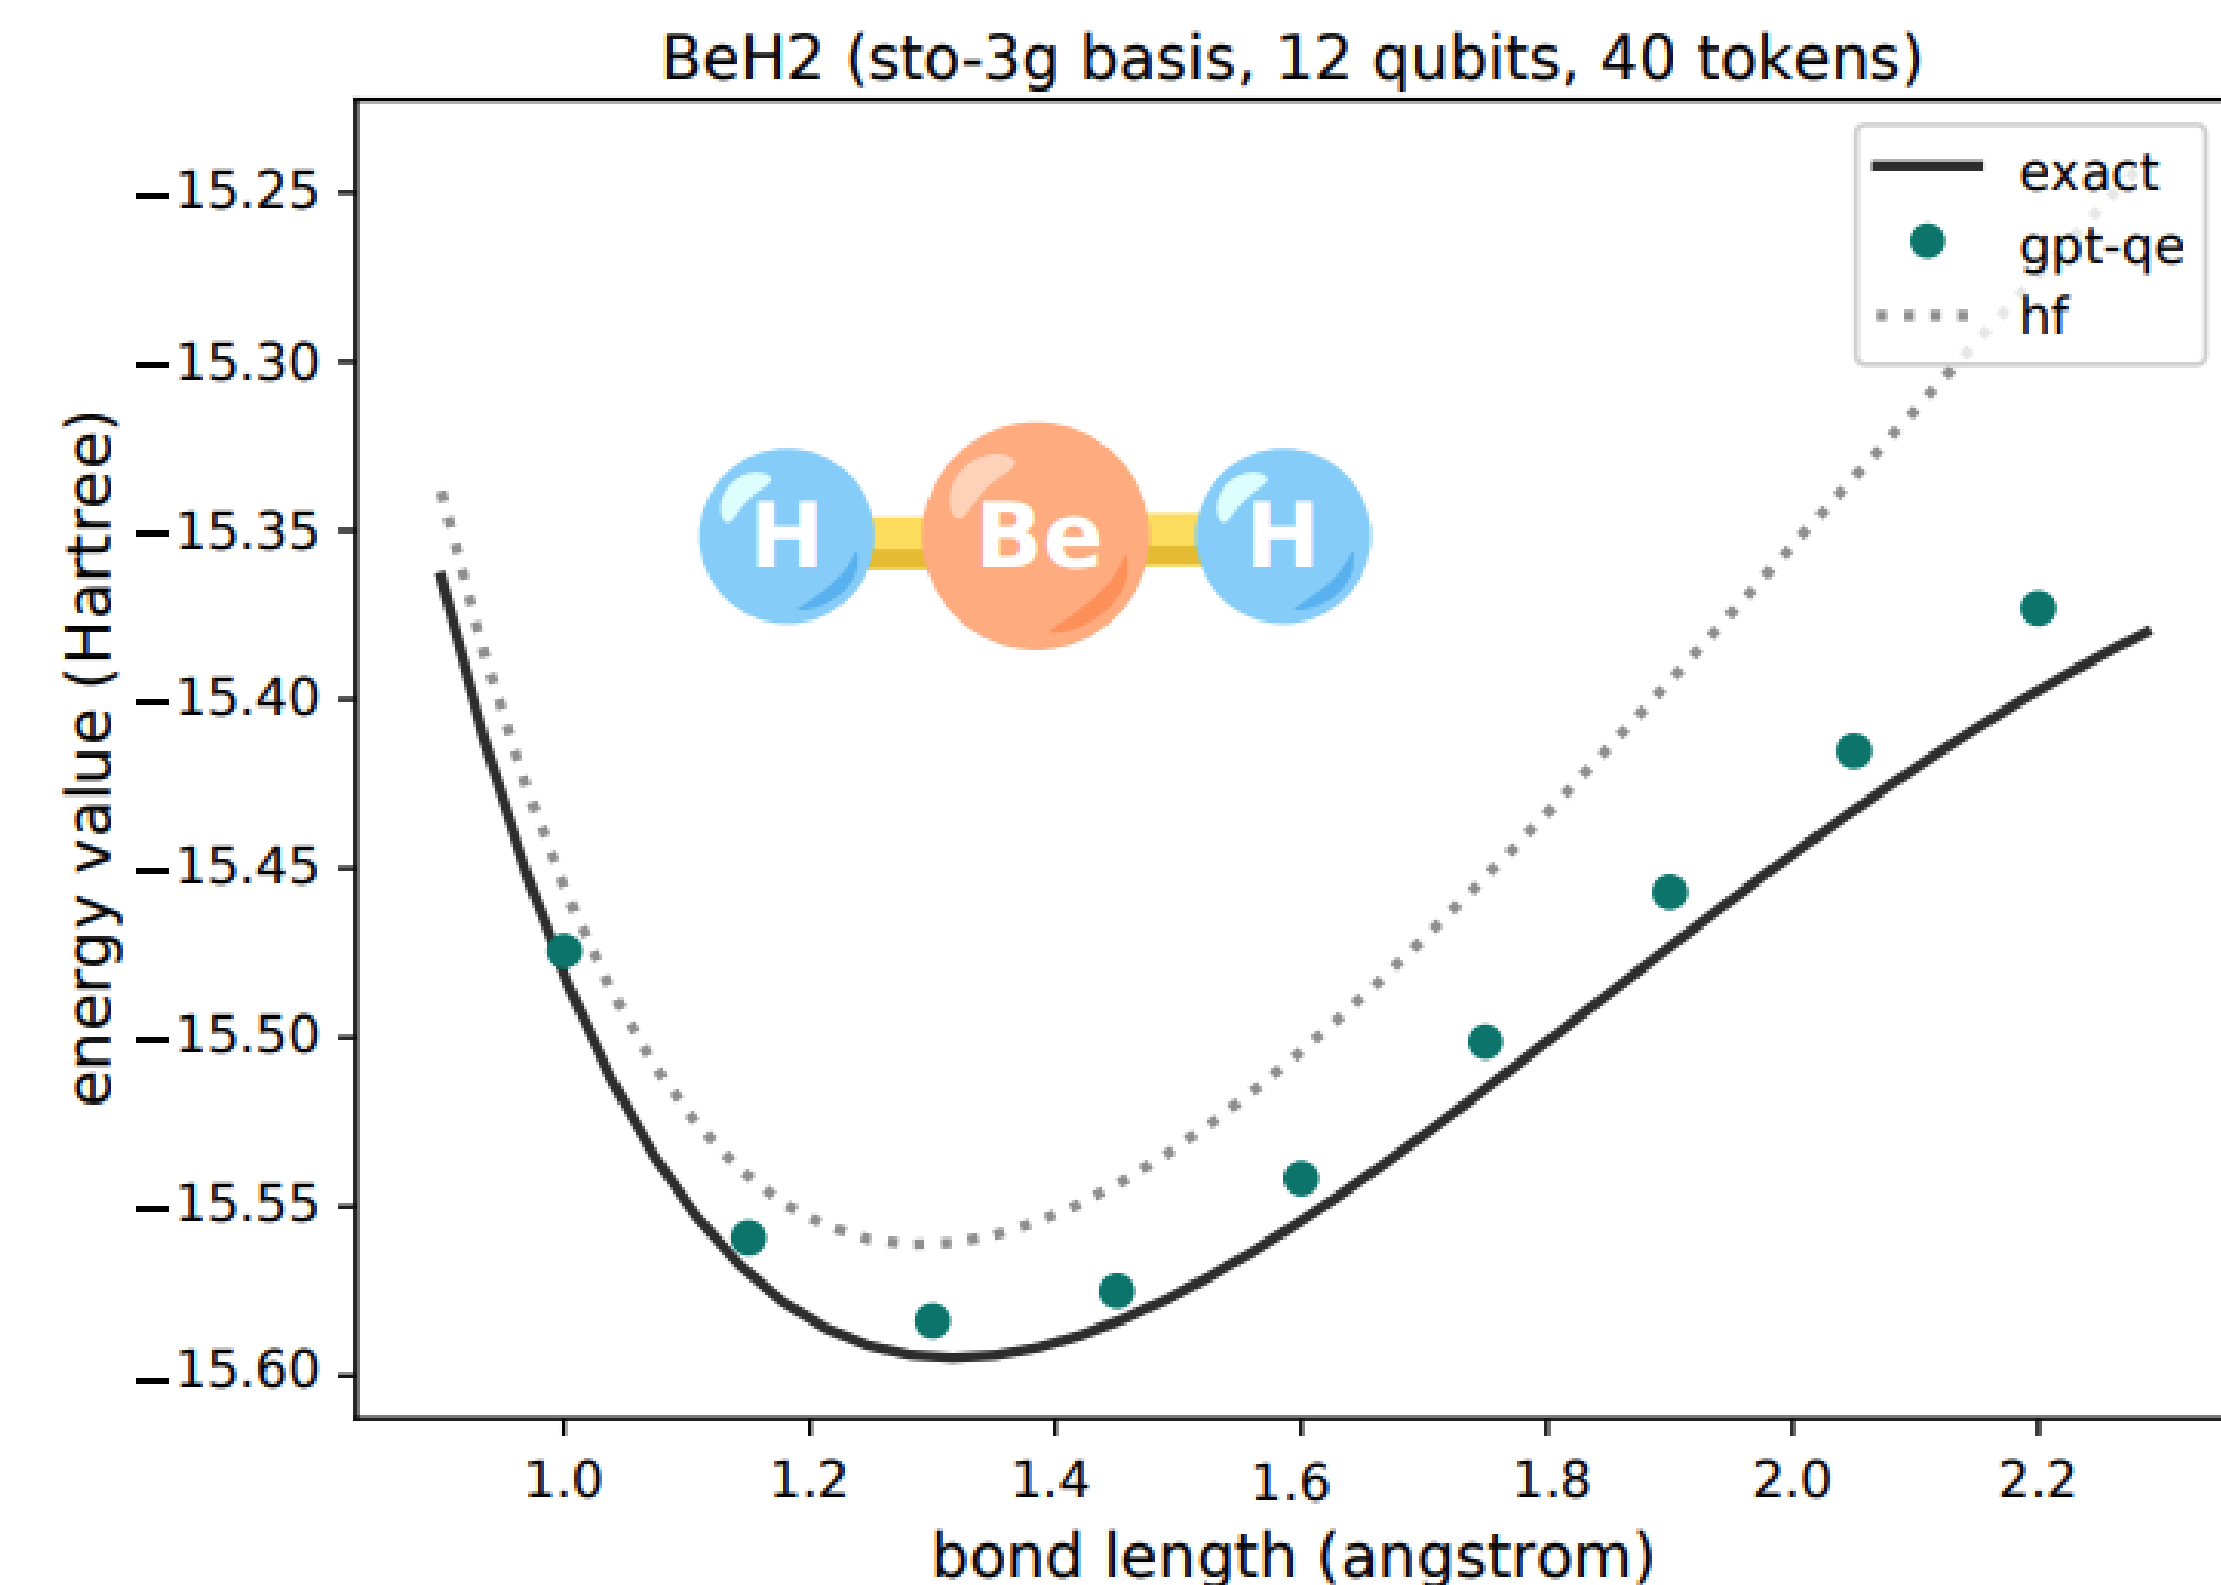 BeH2 (sto-3g basis, 12 qubits, 40 tokens)
exact
gpt-qe
hf
−15.25
−15.30
−15.35
−15.40
−15.45
−15.50
−15.55
−15.60
energy value (Hartree)
H Be H
1.0 1.2 1.4 1.6 1.8 2.0 2.2
bond length (angstrom)